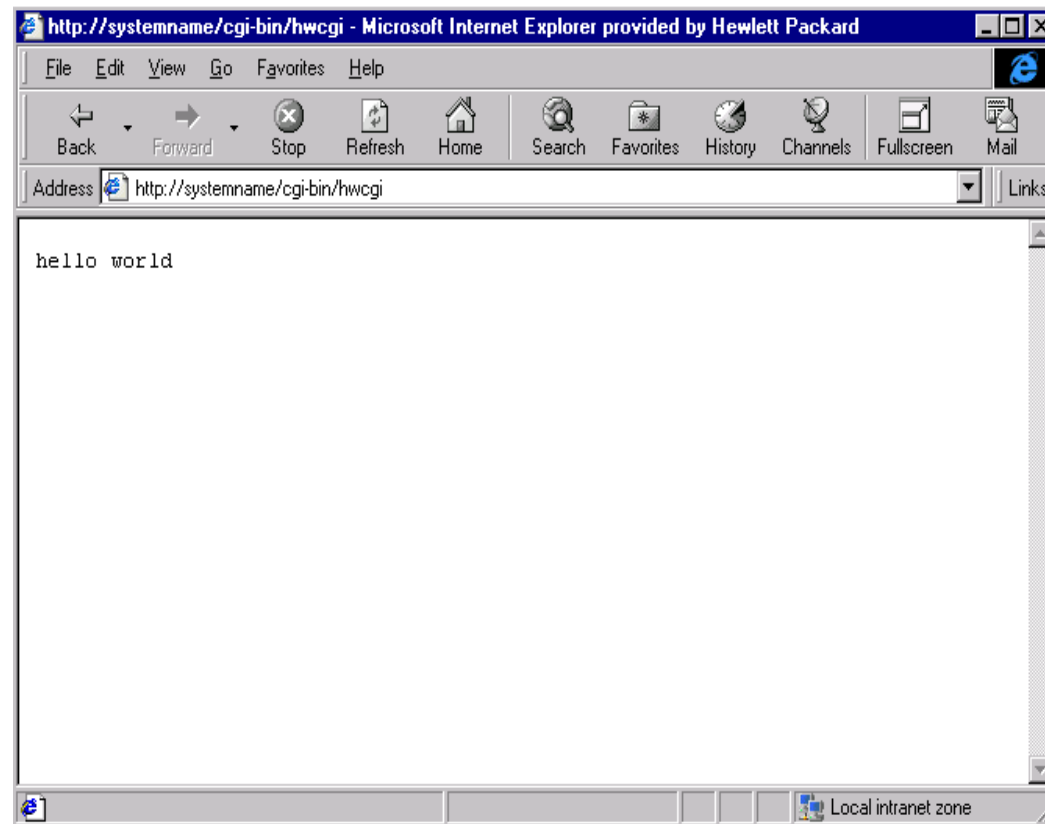 http://systemname/cgi-bin/hwcgi - Microsoft Internet Explorer provided by Hewlett Packard
File Edit View Go Favorites Help
Back Forward Stop Refresh Home Search Favorites History Channels Fullscreen Mail
Address http://systemname/cgi-bin/hwcgi Links
hello world
Local intranet zone